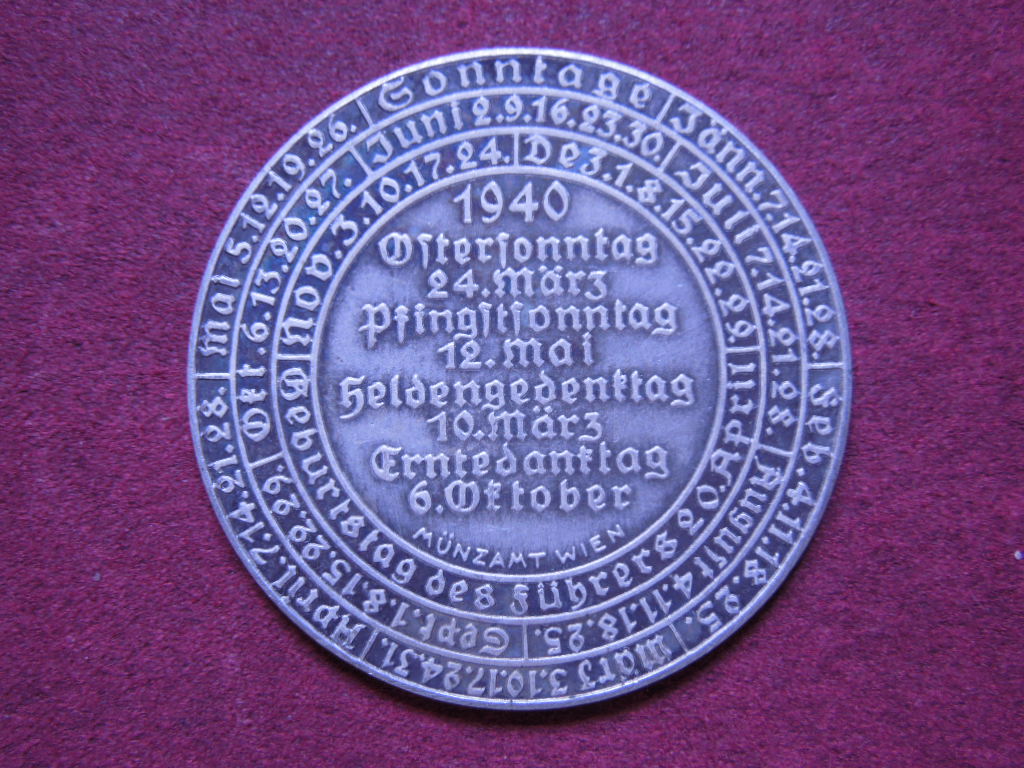 Sonntage
Jänn. 7. 14. 21. 28.
Feb. 4. 11. 18. 25.
März 3. 10. 17. 24. 31.
April. 7. 14. 21. 28.
Mai 5. 12. 19. 26.
Juni 2. 9. 16. 23. 30.
Juli 7. 14. 21. 28.
August 4. 11. 18. 25.
Sept. 1. 8. 15. 22. 29.
Okt. 6. 13. 20. 27.
Nov. 3. 10. 17. 24.
Dez. 1. 8. 15. 22. 29.
Geburtstag des Führers 20. April
1940
Ostersonntag
24. März
Pfingstsonntag
12. Mai
Heldengedenktag
10. März
Erntedanktag
6. Oktober
MÜNZAMT WIEN